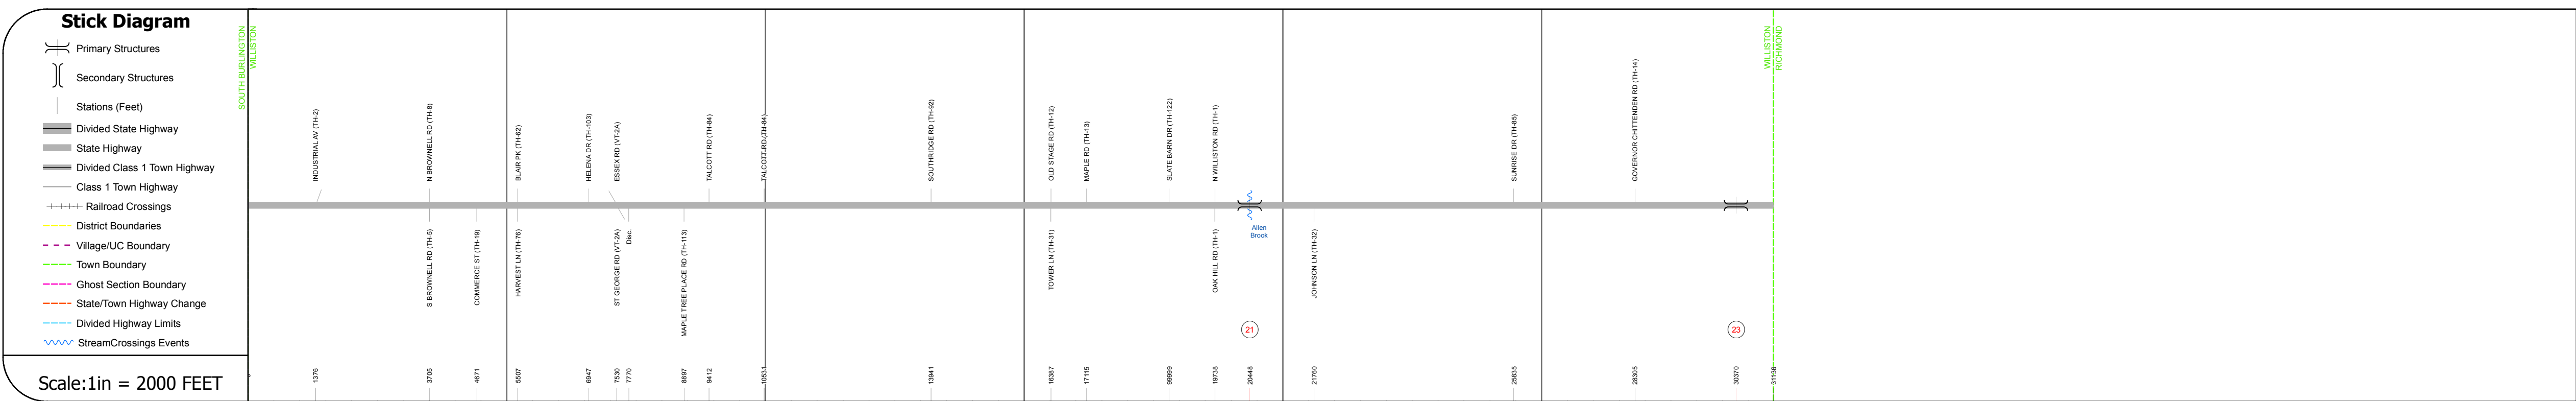 Stick Diagram
Primary Structures
Secondary Structures
Stations (Feet)
Divided State Highway
State Highway
Divided Class 1 Town Highway
Class 1 Town Highway
Railroad Crossings
District Boundaries
Village/UC Boundary
Town Boundary
Ghost Section Boundary
State/Town Highway Change
Divided Highway Limits
StreamCrossings Events
Scale:1in = 2000 FEET
SOUTH BURLINGTON
WILLISTON
INDUSTRIAL AV (TH-2)
N BROWNELL RD (TH-8)
BLAIR PK (TH-62)
HELENA DR (TH-103)
ESSEX RD (VT-2A)
TALCOTT RD (TH-84)
TALCOTT RD (TH-84)
SOUTHRIDGE RD (TH-92)
OLD STAGE RD (TH-12)
MAPLE RD (TH-13)
SLATE BARN DR (TH-122)
N WILLISTON RD (TH-1)
SUNRISE DR (TH-85)
GOVERNOR CHITTENDEN RD (TH-14)
WILLISTON
RICHMOND
S BROWNELL RD (TH-5)
COMMERCE ST (TH-19)
HARVEST LN (TH-76)
ST GEORGE RD (VT-2A)
Disc.
MAPLE TREE PLACE RD (TH-113)
TOWER LN (TH-31)
OAK HILL RD (TH-1)
Allen
Brook
JOHNSON LN (TH-32)
21
23
0
1376
3705
4671
5507
6947
7530
7770
8897
9412
10531
13941
16387
17115
99999
19738
20448
21760
25835
28305
30370
31136